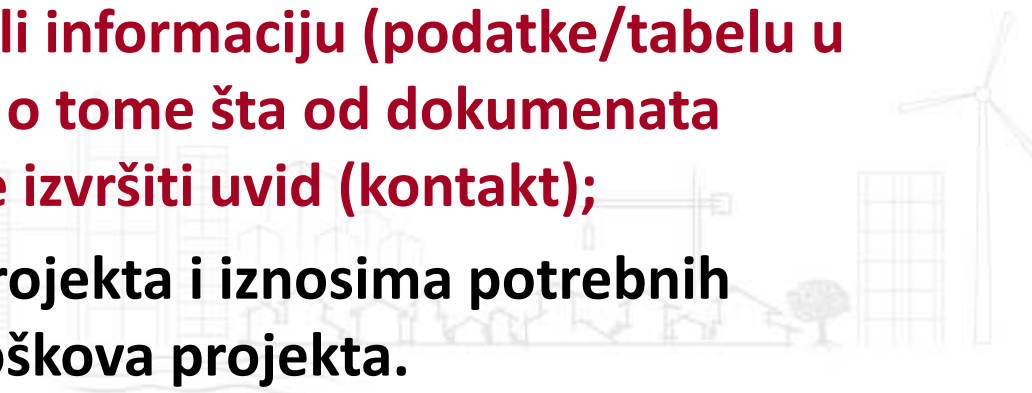 li informaciju (podatke/tabelu u
o tome šta od dokumenata
izvršiti uvid (kontakt);
rojekta i iznosima potrebnih
oškova projekta.